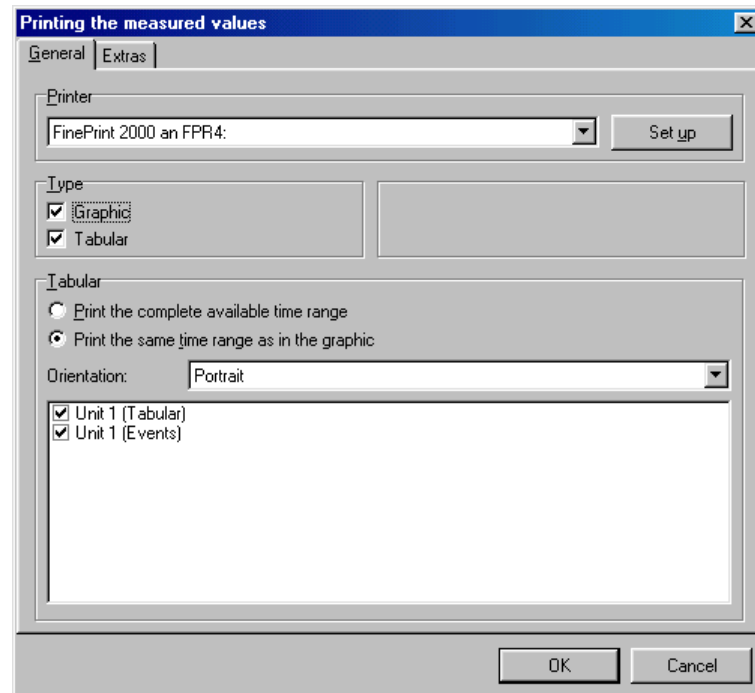 Printing the measured values
General
Extras
Printer
FinePrint 2000 an FPR4:
Set up
Type
Graphic
Tabular
Tabular
Print the complete available time range
Print the same time range as in the graphic
Orientation:
Portrait
Unit 1 (Tabular)
Unit 1 (Events)
OK
Cancel